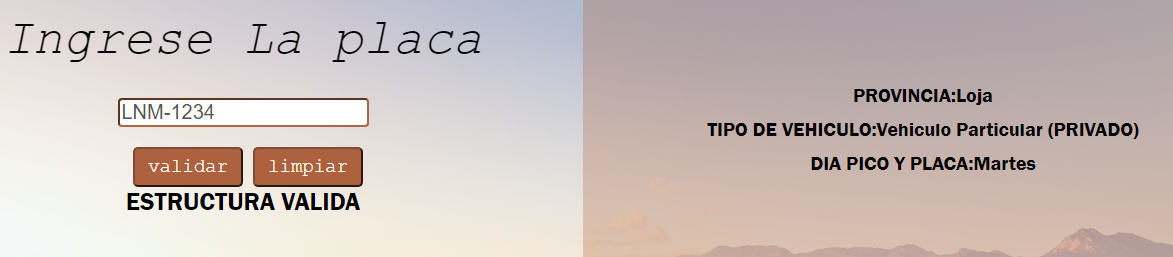 Ingrese La placa
LNM-1234
validar limpiar
ESTRUCTURA VALIDA
PROVINCIA:Loja
TIPO DE VEHICULO:Vehiculo Particular (PRIVADO)
DIA PICO Y PLACA:Martes